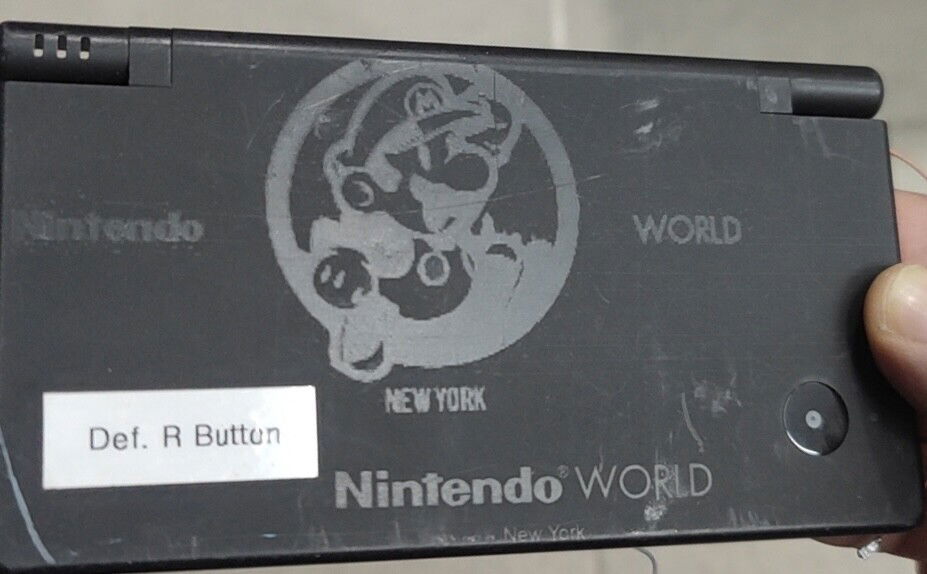 M
Nintendo WORLD
NEW YORK
Def. R Button
Nintendo® WORLD
New York